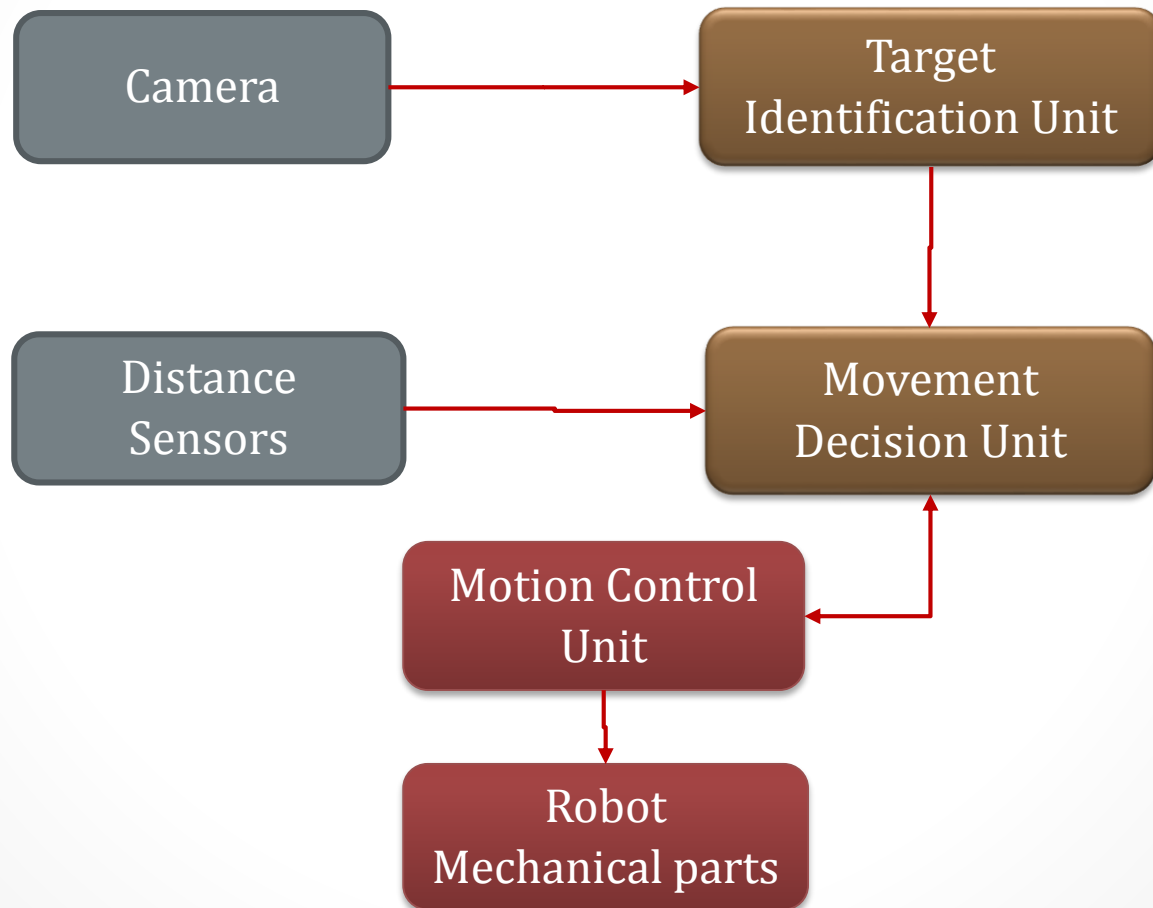 Camera
Target
Identification Unit
Distance
Sensors
Movement
Decision Unit
Motion Control
Unit
Robot
Mechanical parts